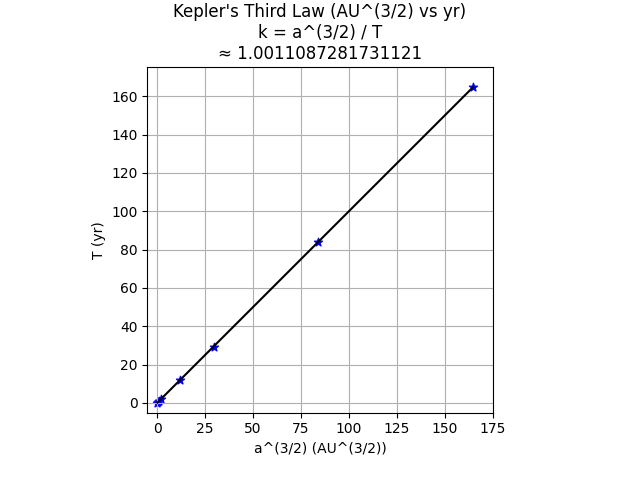 Kepler's Third Law (AU^(3/2) vs yr)
k = a^(3/2) / T
≈ 1.0011087281731121
160
140
120
100
80
60
40
20
0
T (yr)
0 25 50 75 100 125 150 175
a^(3/2) (AU^(3/2))